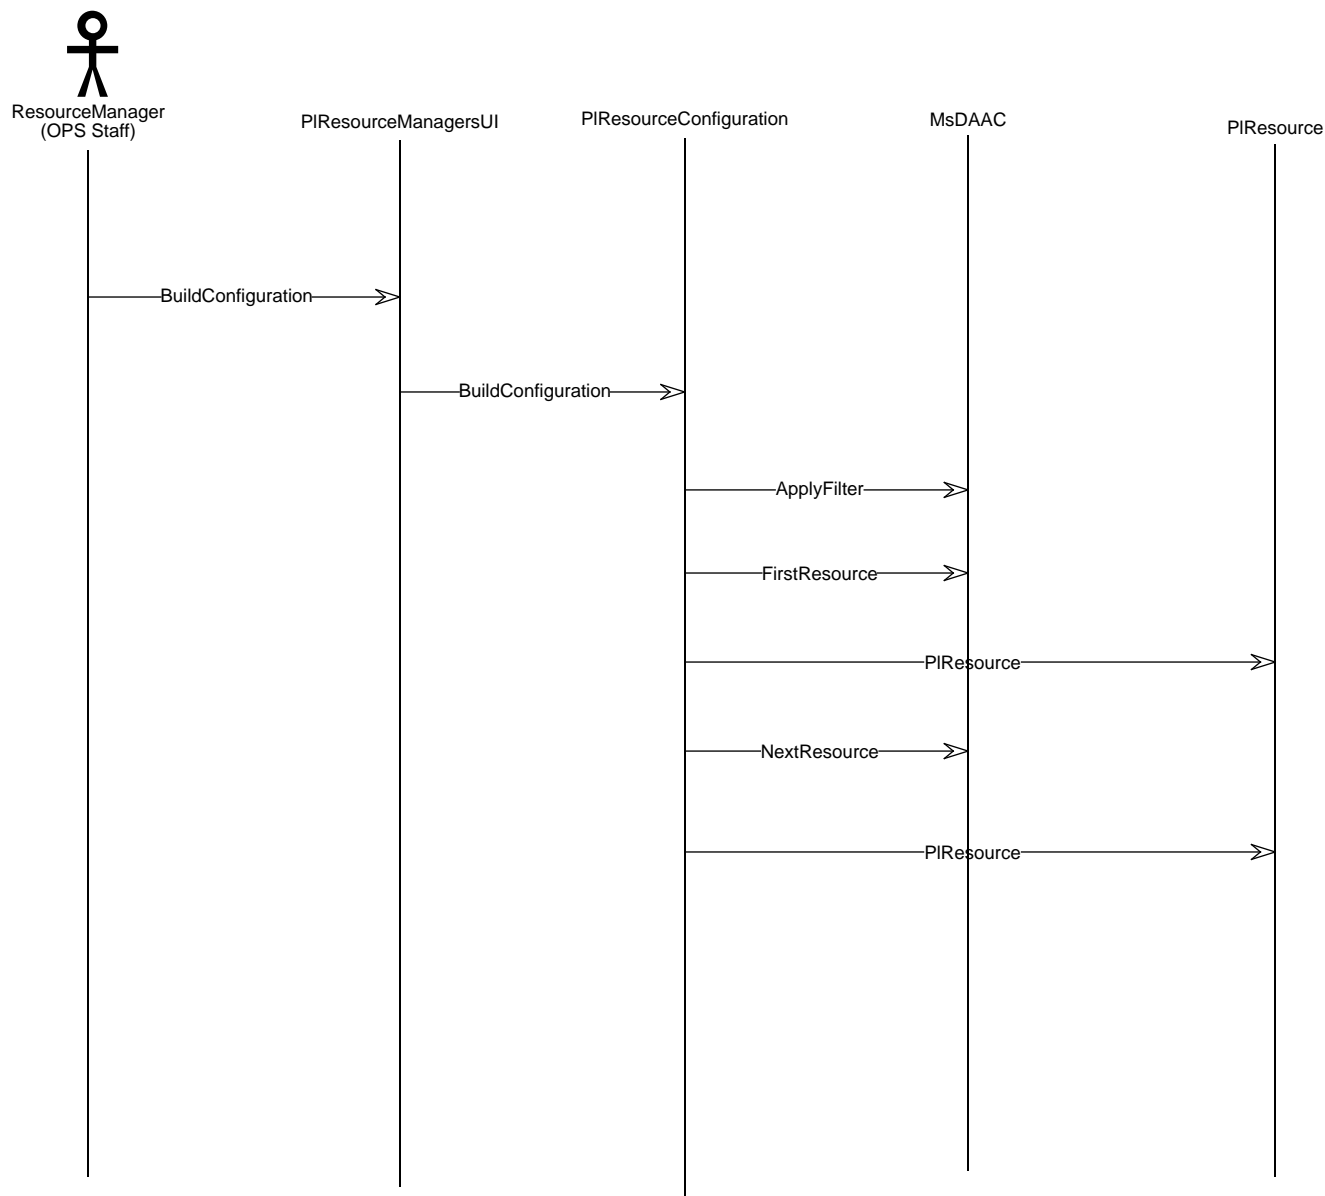 ResourceManager
(OPS Staff)
PlResourceManagersUI
PlResourceConfiguration
MsDAAC
PlResource
BuildConfiguration
BuildConfiguration
ApplyFilter
FirstResource
PlResource
NextResource
PlResource